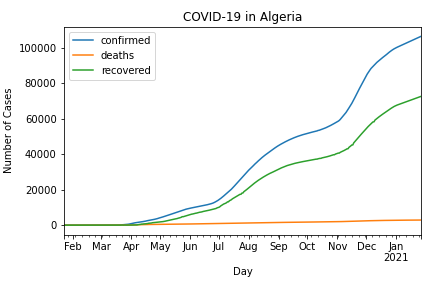 COVID-19 in Algeria
confirmed
deaths
recovered
Number of Cases
100000
80000
60000
40000
20000
0
Feb Mar Apr May Jun Jul Aug Sep Oct Nov Dec Jan
2021
Day